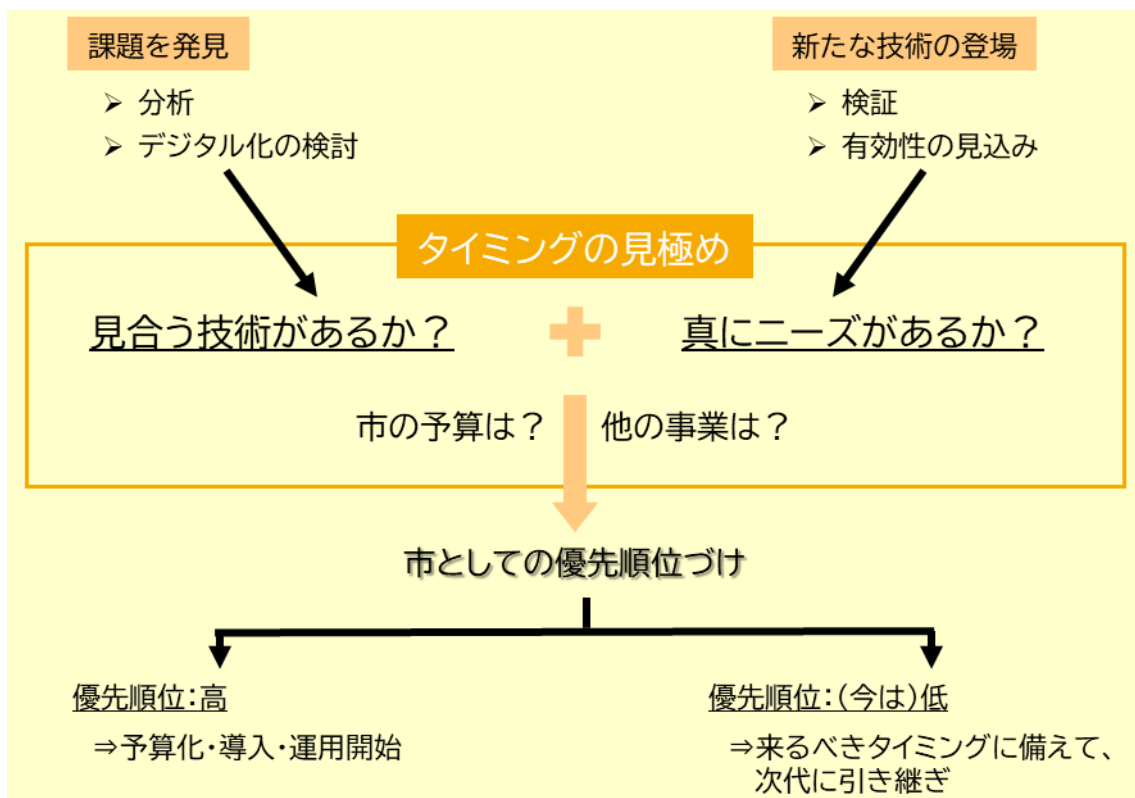 課題を発見
➢ 分析
➢ デジタル化の検討
新たな技術の登場
➢ 検証
➢ 有効性の見込み
タイミングの見極め
見合う技術があるか？
真にニーズがあるか？
市の予算は？
他の事業は？
市としての優先順位づけ
優先順位：高
⇒予算化・導入・運用開始
優先順位：（今は）低
⇒来るべきタイミングに備えて、
次代に引き継ぎ